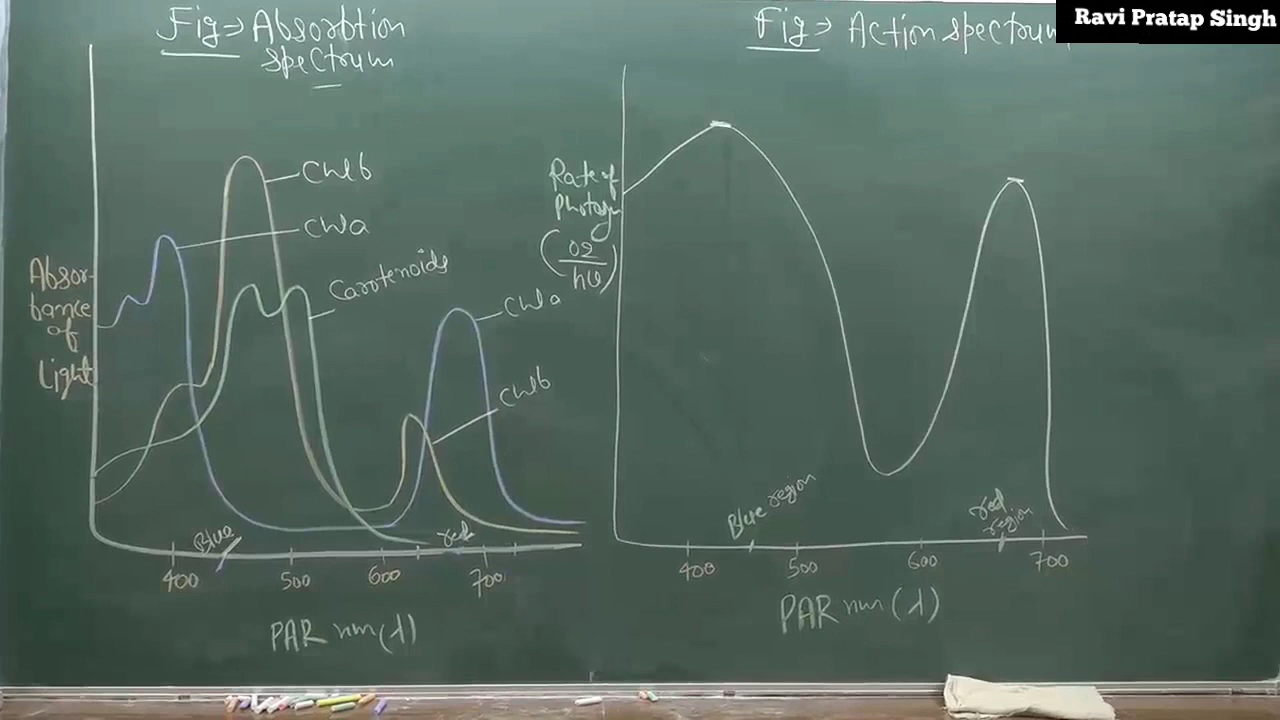 Fig⇒ Absorbtion
spectrum
Chl b
Chl a
Carotenoids
Absor-
bance
of
Light
Chl a
Chl b
Blue
red
400 500 600 700
PAR nm (λ)
Fig⇒ Action spectrum
Ravi Pratap Singh
Rate of
photosyn
(O2
/hν)
Blue region
red
region
400 500 600 700
PAR nm (λ)